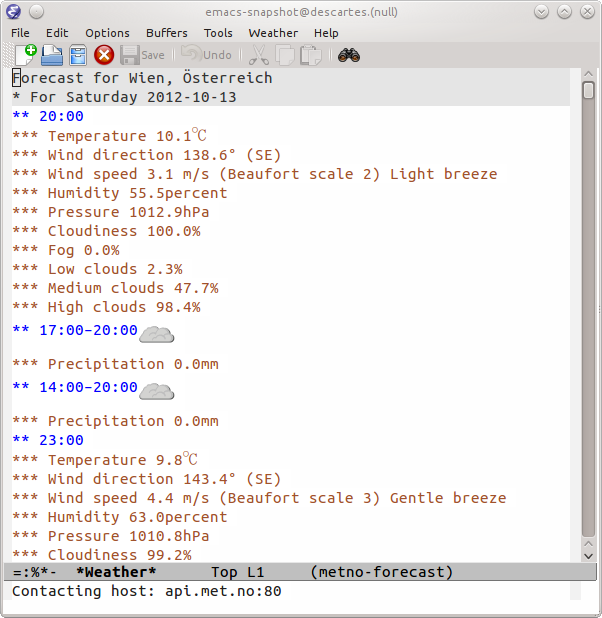 emacs-snapshot@descartes.(null)
File Edit Options Buffers Tools Weather Help
Save Undo
Forecast for Wien, Österreich
* For Saturday 2012-10-13
** 20:00
*** Temperature 10.1℃
*** Wind direction 138.6° (SE)
*** Wind speed 3.1 m/s (Beaufort scale 2) Light breeze
*** Humidity 55.5percent
*** Pressure 1012.9hPa
*** Cloudiness 100.0%
*** Fog 0.0%
*** Low clouds 2.3%
*** Medium clouds 47.7%
*** High clouds 98.4%
** 17:00–20:00
*** Precipitation 0.0mm
** 14:00–20:00
*** Precipitation 0.0mm
** 23:00
*** Temperature 9.8℃
*** Wind direction 143.4° (SE)
*** Wind speed 4.4 m/s (Beaufort scale 3) Gentle breeze
*** Humidity 63.0percent
*** Pressure 1010.8hPa
*** Cloudiness 99.2%
=:%*- *Weather* Top L1 (metno-forecast)
Contacting host: api.met.no:80